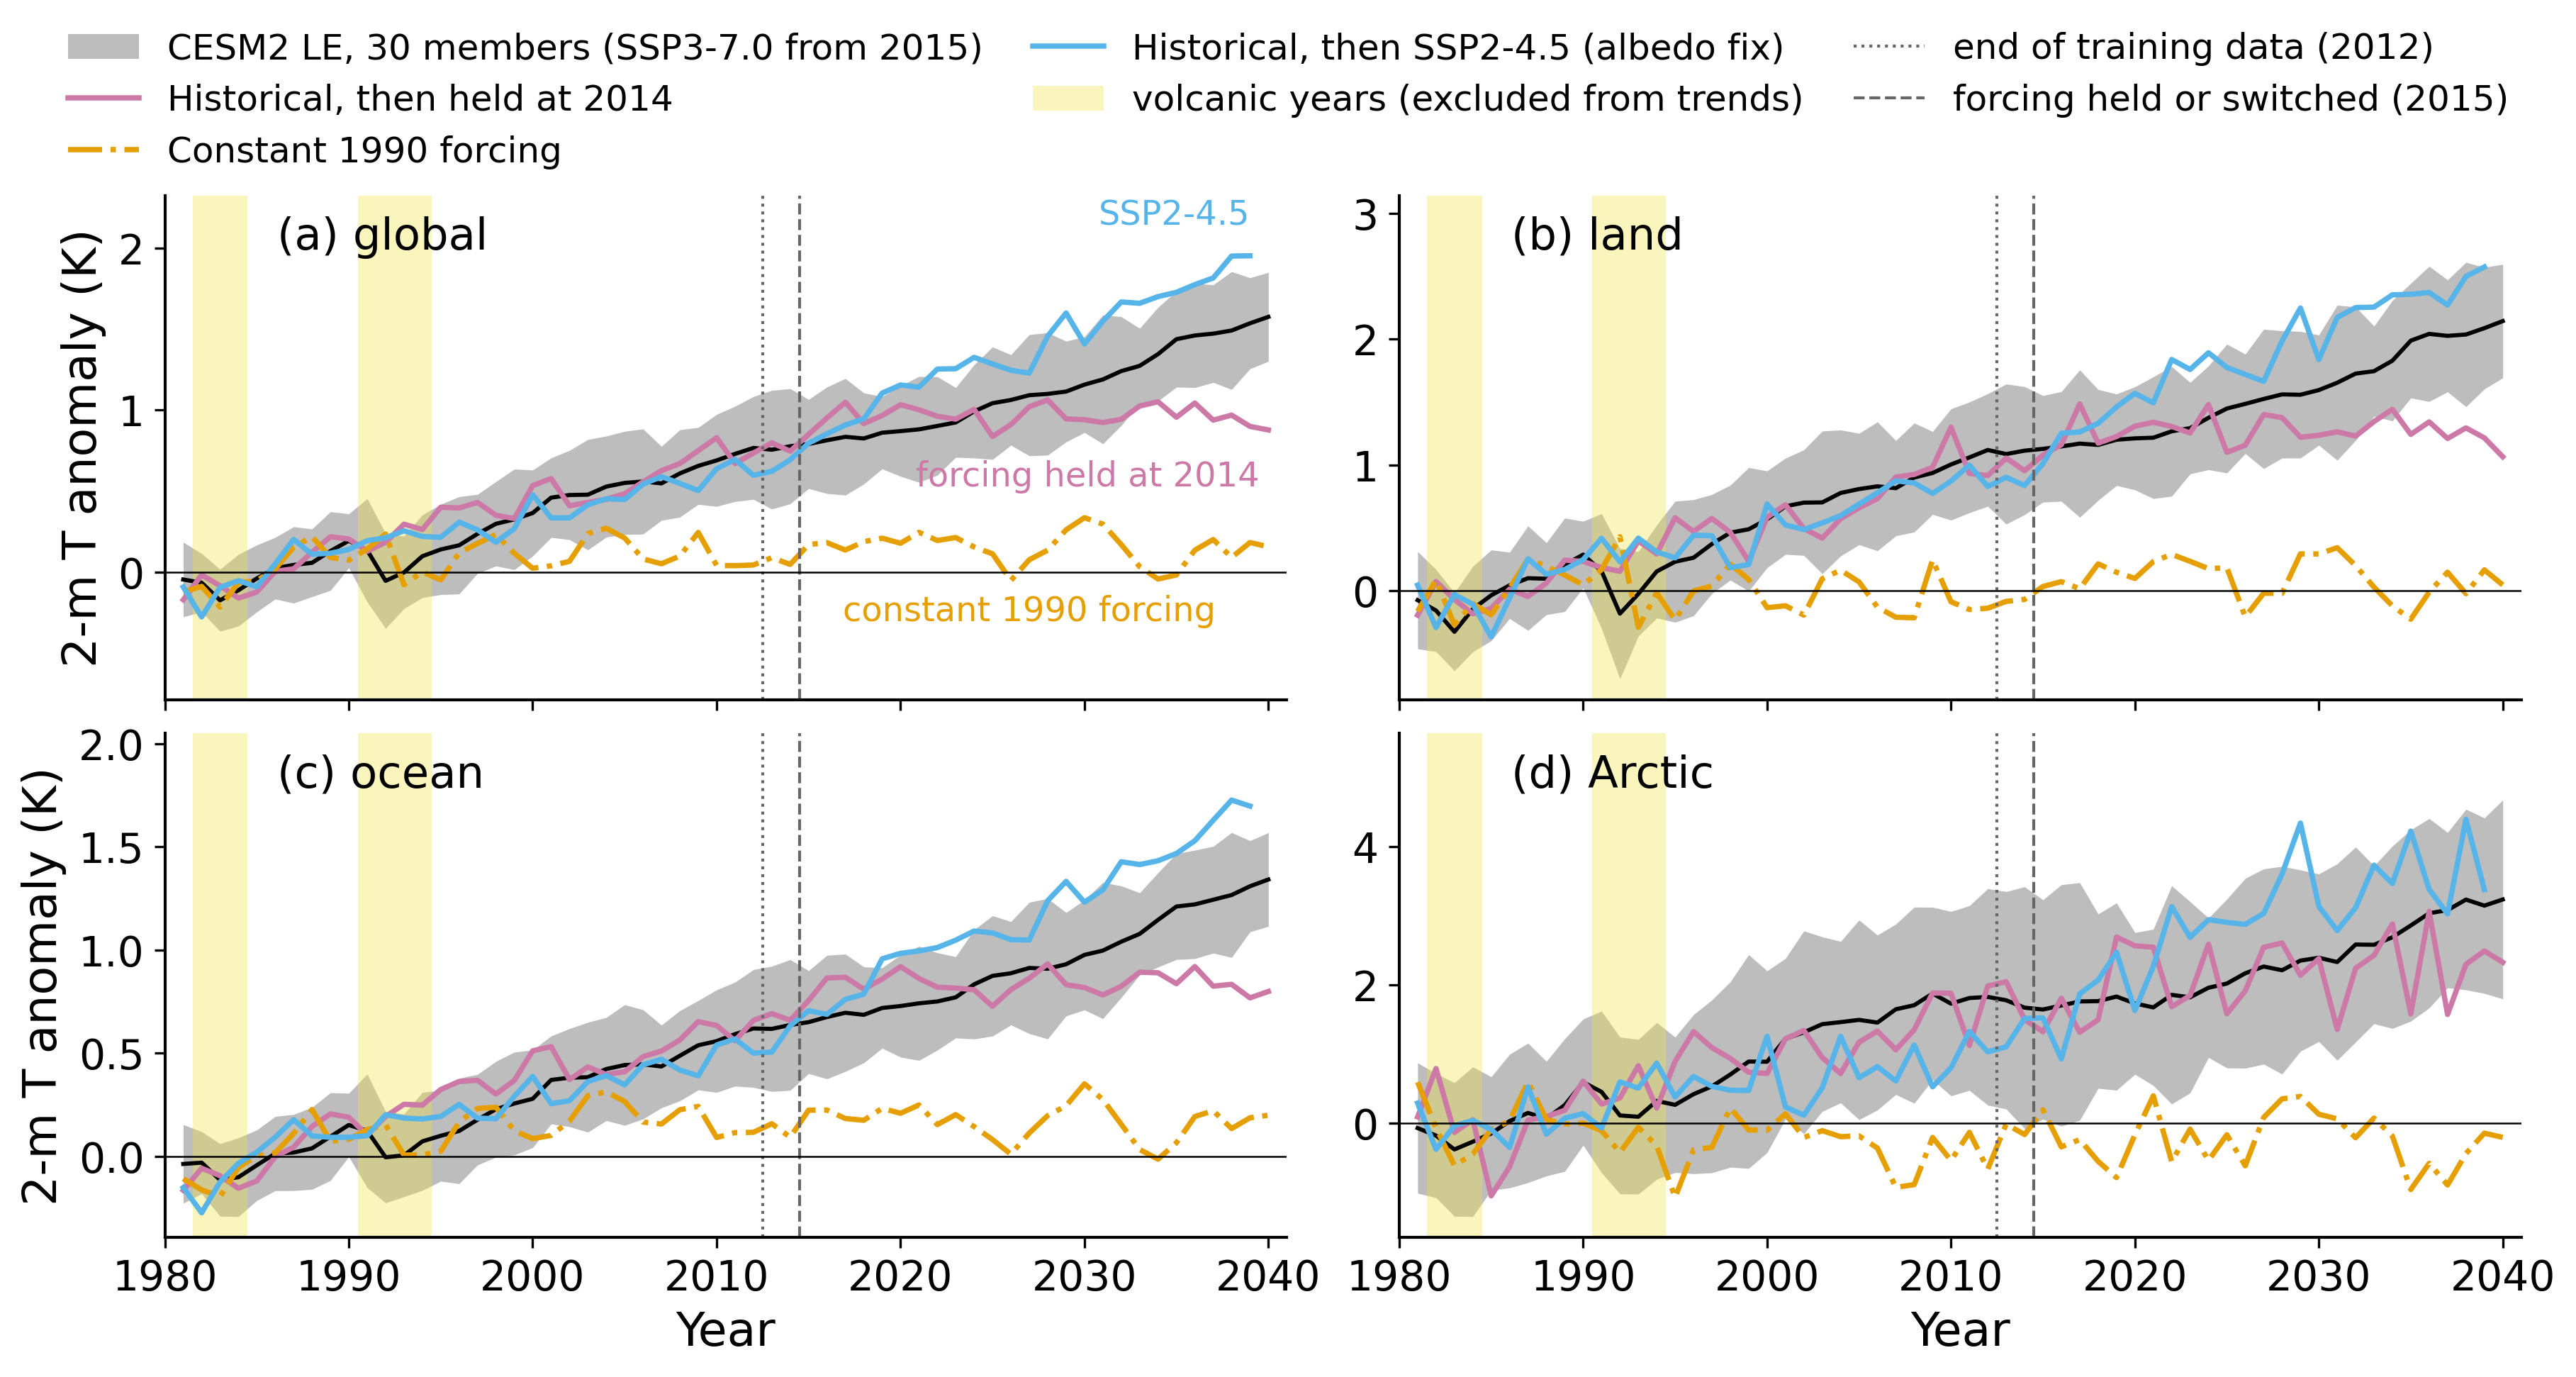 CESM2 LE, 30 members (SSP3-7.0 from 2015)
Historical, then held at 2014
Constant 1990 forcing
Historical, then SSP2-4.5 (albedo fix)
volcanic years (excluded from trends)
end of training data (2012)
forcing held or switched (2015)
2-m T anomaly (K)
2
1
0
(a) global
SSP2-4.5
forcing held at 2014
constant 1990 forcing
3
2
1
0
(b) land
2-m T anomaly (K)
2.0
1.5
1.0
0.5
0.0
(c) ocean
1980 1990 2000 2010 2020 2030 2040
Year
4
2
0
(d) Arctic
1980 1990 2000 2010 2020 2030 2040
Year